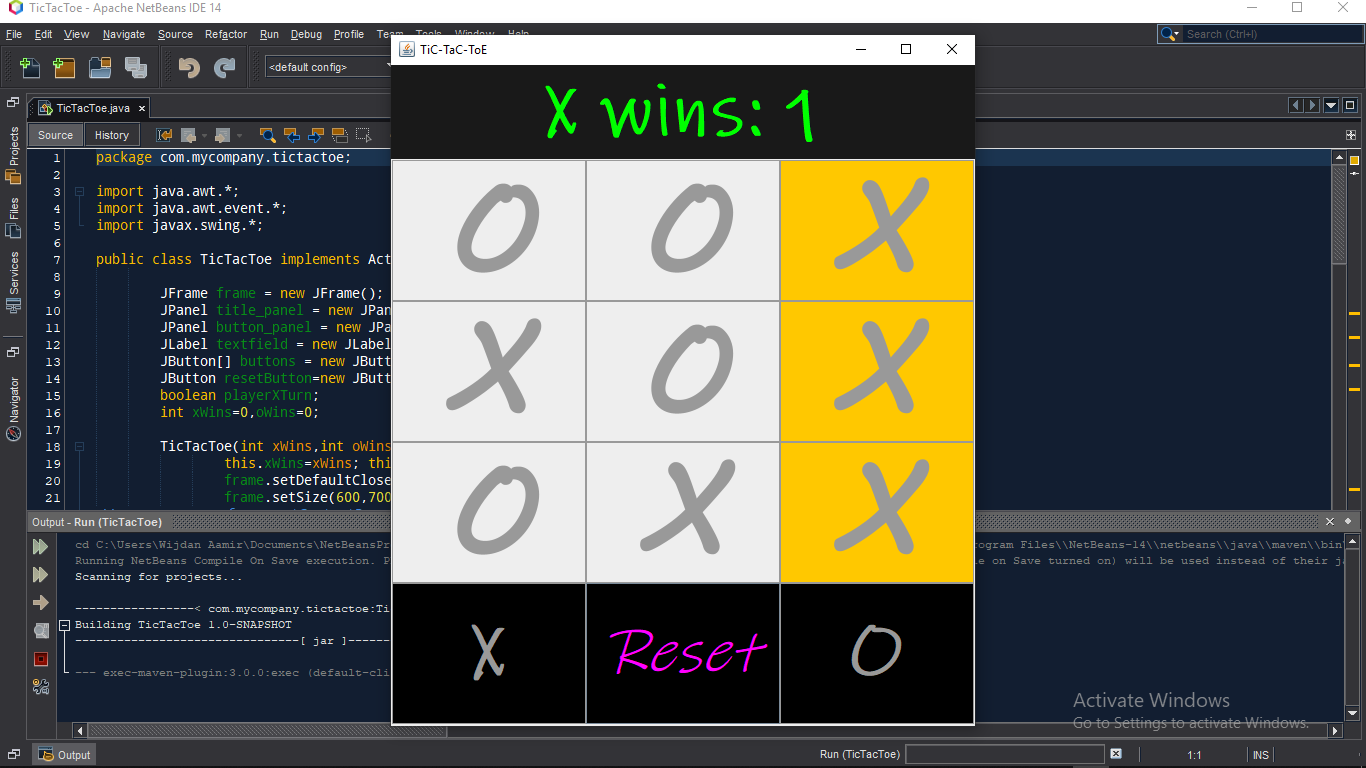 TicTacToe - Apache NetBeans IDE 14
File Edit View Navigate Source Refactor Run Debug Profile Team Tools Window Help
Search (Ctrl+I)
<default config>
TiC-TaC-ToE
TicTacToe.java
Source History
X wins: 1
Projects
Files
Services
Navigator
1 package com.mycompany.tictactoe;
2
3 import java.awt.*;
4 import java.awt.event.*;
5 import javax.swing.*;
6
7 public class TicTacToe implements Act
8
9 JFrame frame = new JFrame();
10 JPanel title_panel = new JPan
11 JPanel button_panel = new JPa
12 JLabel textfield = new JLabel
13 JButton[] buttons = new JButt
14 JButton resetButton=new JButt
15 boolean playerXTurn;
16 int xWins=0,oWins=0;
17
18 TicTacToe(int xWins,int oWins
19 this.xWins=xWins; thi
20 frame.setDefaultClose
21 frame.setSize(600,700
O O X
X O X
O X X
X Reset O
Output - Run (TicTacToe)
cd C:\Users\Wijdan Aamir\Documents\NetBeansPr ogram Files\\NetBeans-14\\netbeans\\java\\maven\\bin
Running NetBeans Compile On Save execution. P e on Save turned on) will be used instead of their j
Scanning for projects...
-----------------< com.mycompany.tictactoe:Ti
Building TicTacToe 1.0-SNAPSHOT
--------------------------------[ jar ]------
--- exec-maven-plugin:3.0.0:exec (default-cli
Activate Windows
Go to Settings to activate Windows.
Output
Run (TicTacToe)
1:1
INS